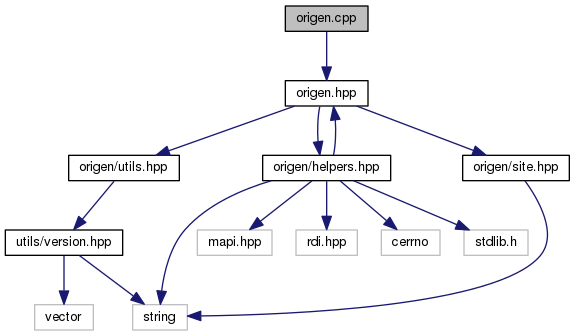 origen.cpp
origen.hpp
origen/utils.hpp
origen/helpers.hpp
origen/site.hpp
utils/version.hpp
mapi.hpp
rdi.hpp
cerrno
stdlib.h
vector
string